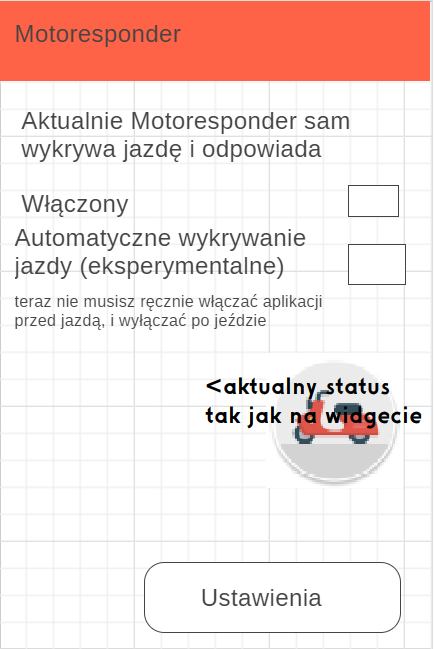 Motoresponder
Aktualnie Motoresponder sam
wykrywa jazdę i odpowiada
Włączony
Automatyczne wykrywanie
jazdy (eksperymentalne)
teraz nie musisz ręcznie włączać aplikacji
przed jazdą, i wyłączać po jeździe
<aktualny status
tak jak na widgecie
Ustawienia